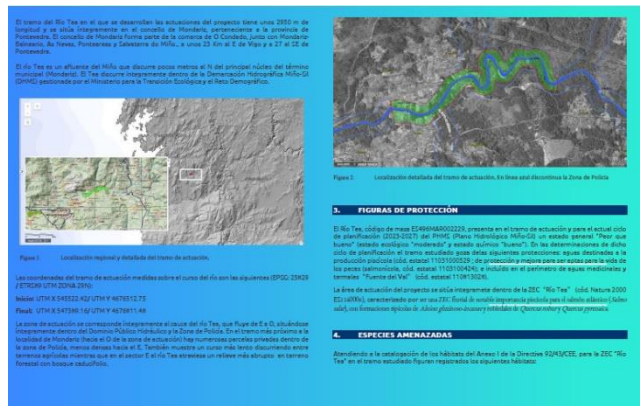 El tramo del Río Tea en el que se desarrollan las actuaciones del proyecto tiene unos 2950 m de
longitud y se sitúa íntegramente en el concello de Mondariz, perteneciente a la provincia de
Pontevedra. El concello de Mondariz forma parte de la comarca de O Condado, junto con Mondariz-
Balneario, As Neves, Ponteareas y Salvaterra do Miño, a unos 25 Km al E de Vigo y a 27 al SE de
Pontevedra.
El río Tea es un afluente del Miño que discurre pocos metros al N del principal núcleo del término
municipal (Mondariz). El Tea discurre íntegramente dentro de la Demarcación Hidrográfica Miño-Sil
(DHMS) gestionada por el Ministerio para la Transición Ecológica y el Reto Demográfico.
Figura 1. Localización regional y detallada del tramo de actuación.
Las coordenadas del tramo de actuación medidas sobre el curso del río son las siguientes (EPSG: 25829
/ ETRS89 UTM ZONA 29N):
Inicio: UTM X 545522.42/ UTM Y 4676512.75
Final: UTM X 547366.16/ UTM Y 4676911.46
La zona de actuación se corresponde íntegramente al cauce del río Tea, que fluye de E a O, situándose
íntegramente dentro del Dominio Público Hidráulico y la Zona de Policía. En el tramo más próximo a la
localidad de Mondariz (hacia el O de la zona de actuación) hay numerosas parcelas privadas dentro de
la zona de Policía, menos densas hacia el E. También muestra un curso más lento discurriendo entre
terrenos agrícolas mientras que en el sector E el río Tea atraviesa un relieve más abrupto en terreno
forestal con bosque caducifolio.
Figura 2. Localización detallada del tramo de actuación. En línea azul discontinua la Zona de Policía
3. FIGURAS DE PROTECCIÓN
El Río Tea, código de masa ES496MAR002229, presenta en el tramo de actuación y para el actual ciclo
de planificación (2023-2027) del PHMS (Plano Hidrológico Miño-Sil) un estado general "Peor que
bueno" (estado ecológico "moderado" y estado químico "bueno"). En las determinaciones de dicho
ciclo de planificación el tramo estudiado goza de las siguientes protecciones: aguas destinadas a la
producción piscícola
de protección y mejora para ser aptas para la vida de
los peces (salmonícola, cód. estatal 1103100424); e incluido en el perímetro de aguas medicinales y
termales "Fuente del Val"
La área de actuación del proyecto se sitúa íntegramente dentro de la ZEC "Río Tea" (cód. Natura 2000
caracterizado por ser una ZEC fluvial de notable importancia piscícola para el salmón atlántico (Salmo
salar), con formaciones riparias de Alnion glutinoso-incanae y robledales de Quercus robur y Quercus pyrenaica.
4. ESPECIES AMENAZADAS
Atendiendo a la catalogación de los hábitats del Anexo I de la Directiva 92/43/CEE, para la ZEC "Río
Tea" en el tramo estudiado figuran registrados los siguientes hábitats: